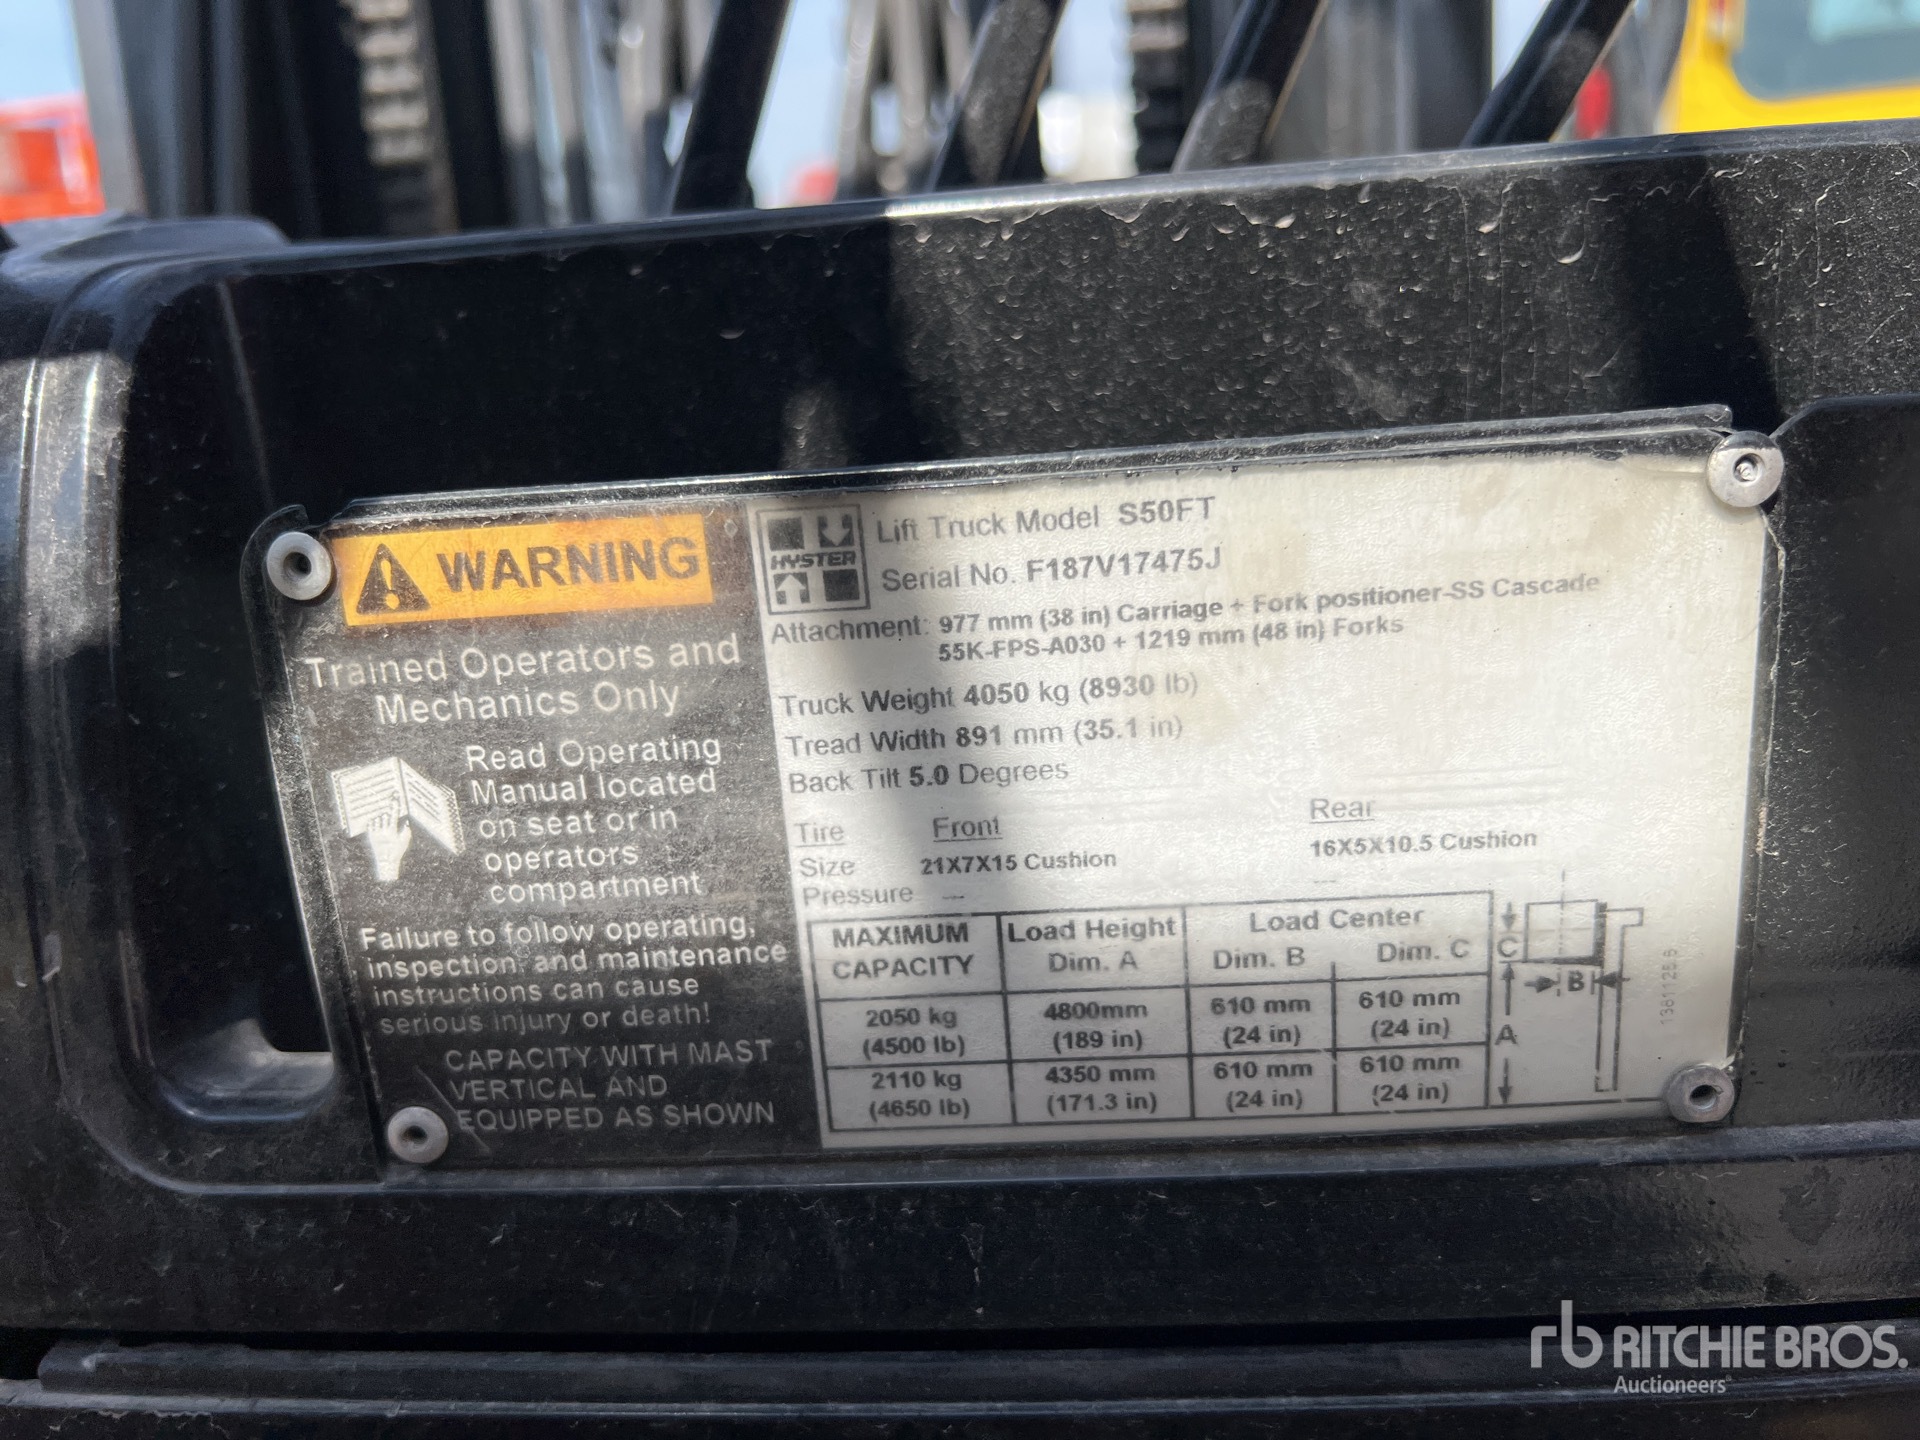 WARNING
Trained Operators and
Mechanics Only
Read Operating
Manual located
on seat or in
operators
compartment
Failure to follow operating,
inspection, and maintenance
instructions can cause
serious injury or death!
CAPACITY WITH MAST
VERTICAL AND
EQUIPPED AS SHOWN
HYSTER
Lift Truck Model S50FT
Serial No. F187V17475J
Attachment: 977 mm (38 in) Carriage + Fork positioner-SS Cascade
55K-FPS-A030 + 1219 mm (48 in) Forks
Truck Weight 4050 kg (8930 lb)
Tread Width 891 mm (35.1 in)
Back Tilt 5.0 Degrees
Tire Front Rear
Size 21X7X15 Cushion 16X5X10.5 Cushion
Pressure --- ---
MAXIMUM Load Height Load Center
CAPACITY Dim. A Dim. B Dim. C
2050 kg 4800mm 610 mm 610 mm
(4500 lb) (189 in) (24 in) (24 in)
2110 kg 4350 mm 610 mm 610 mm
(4650 lb) (171.3 in) (24 in) (24 in)
C
B
A
rb RITCHIE BROS.
Auctioneers